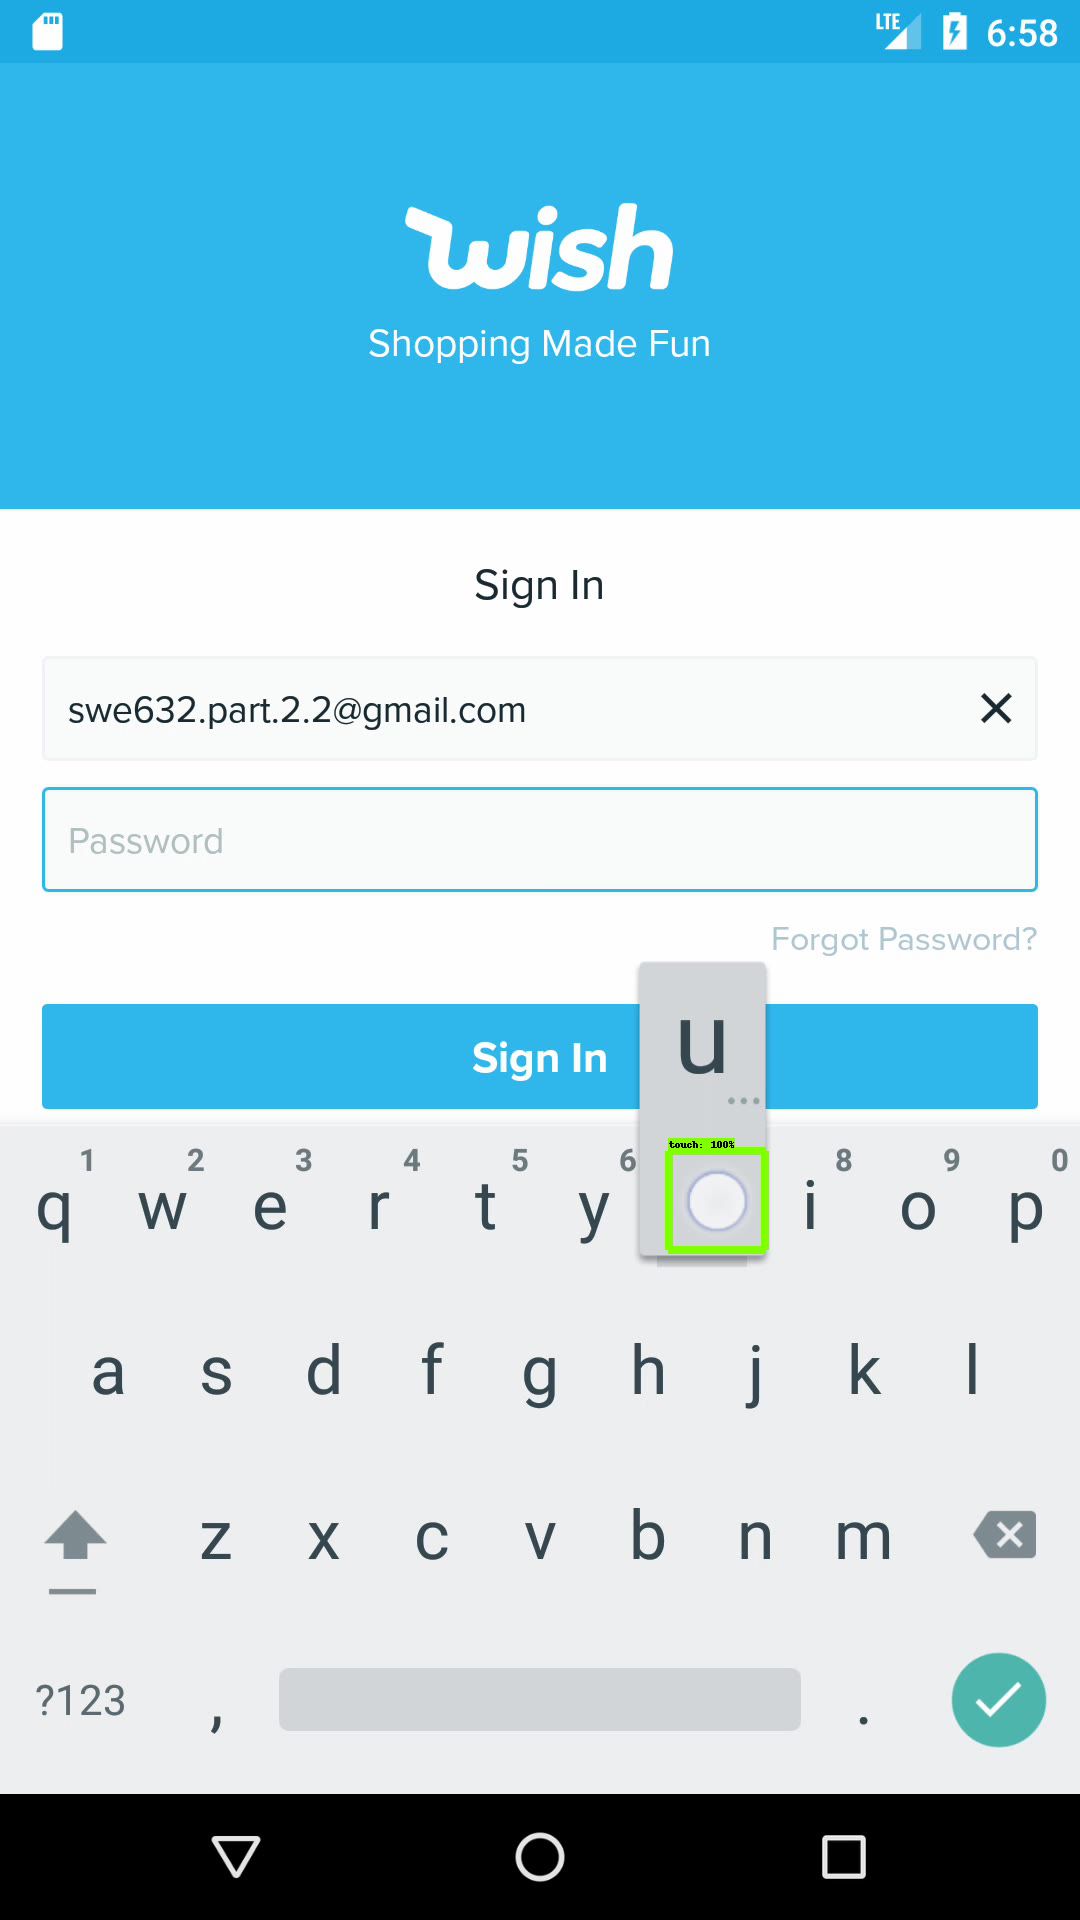 LTE 6:58
wish
Shopping Made Fun
Sign In
swe632.part.2.2@gmail.com
Password
Forgot Password?
Sign In
u
touch: 100%
1 2 3 4 5 6 8 9 0
q w e r t y i o p
a s d f g h j k l
z x c v b n m
?123 , .